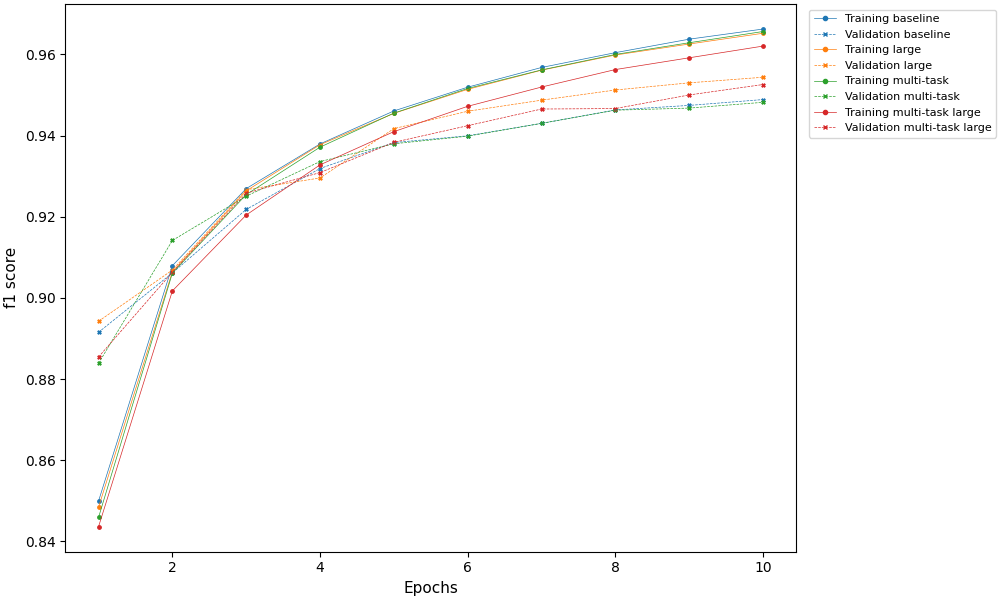 f1 score
0.96
0.94
0.92
0.90
0.88
0.86
0.84
2 4 6 8 10
Epochs
Training baseline
Validation baseline
Training large
Validation large
Training multi-task
Validation multi-task
Training multi-task large
Validation multi-task large